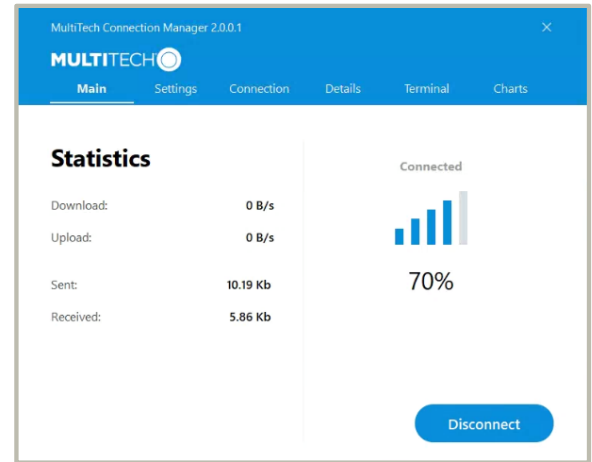 MultiTech Connection Manager 2.0.0.1
MULTITECH
Main Settings Connection Details Terminal Charts
Statistics
Download: 0 B/s
Upload: 0 B/s
Sent: 10.19 Kb
Received: 5.86 Kb
Connected
70%
Disconnect